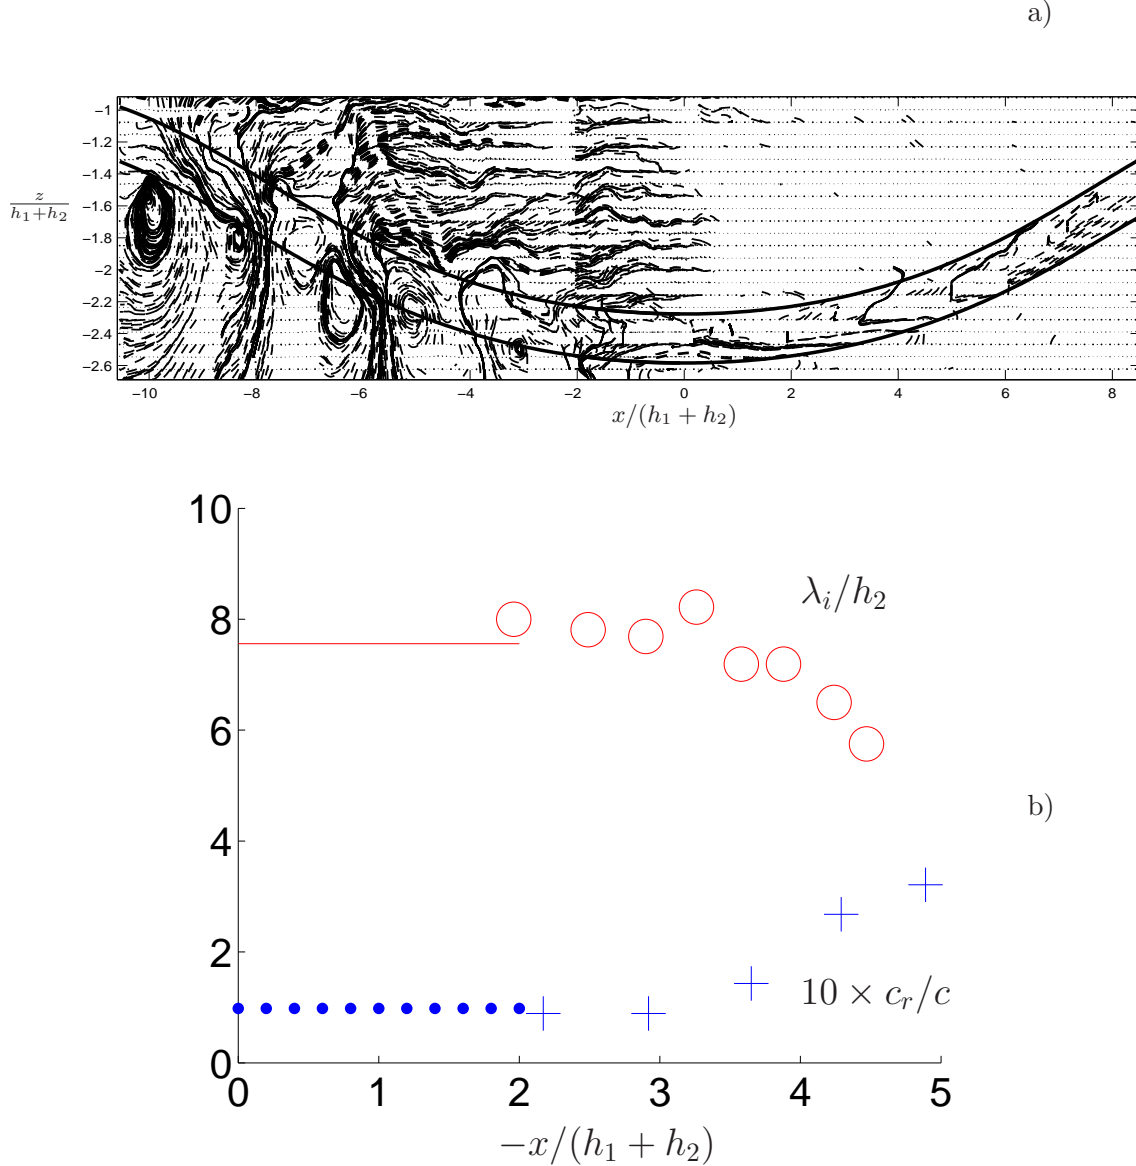 a)
−1
−1.2
−1.4
−1.6
−1.8
−2
−2.2
−2.4
−2.6
z/(h₁+h₂)
−10 −8 −6 −4 −2 0 2 4 6 8
x/(h₁ + h₂)
10
8
6
4
2
0
λᵢ/h₂
b)
10 × cᵣ/c
0 1 2 3 4 5
−x/(h₁ + h₂)